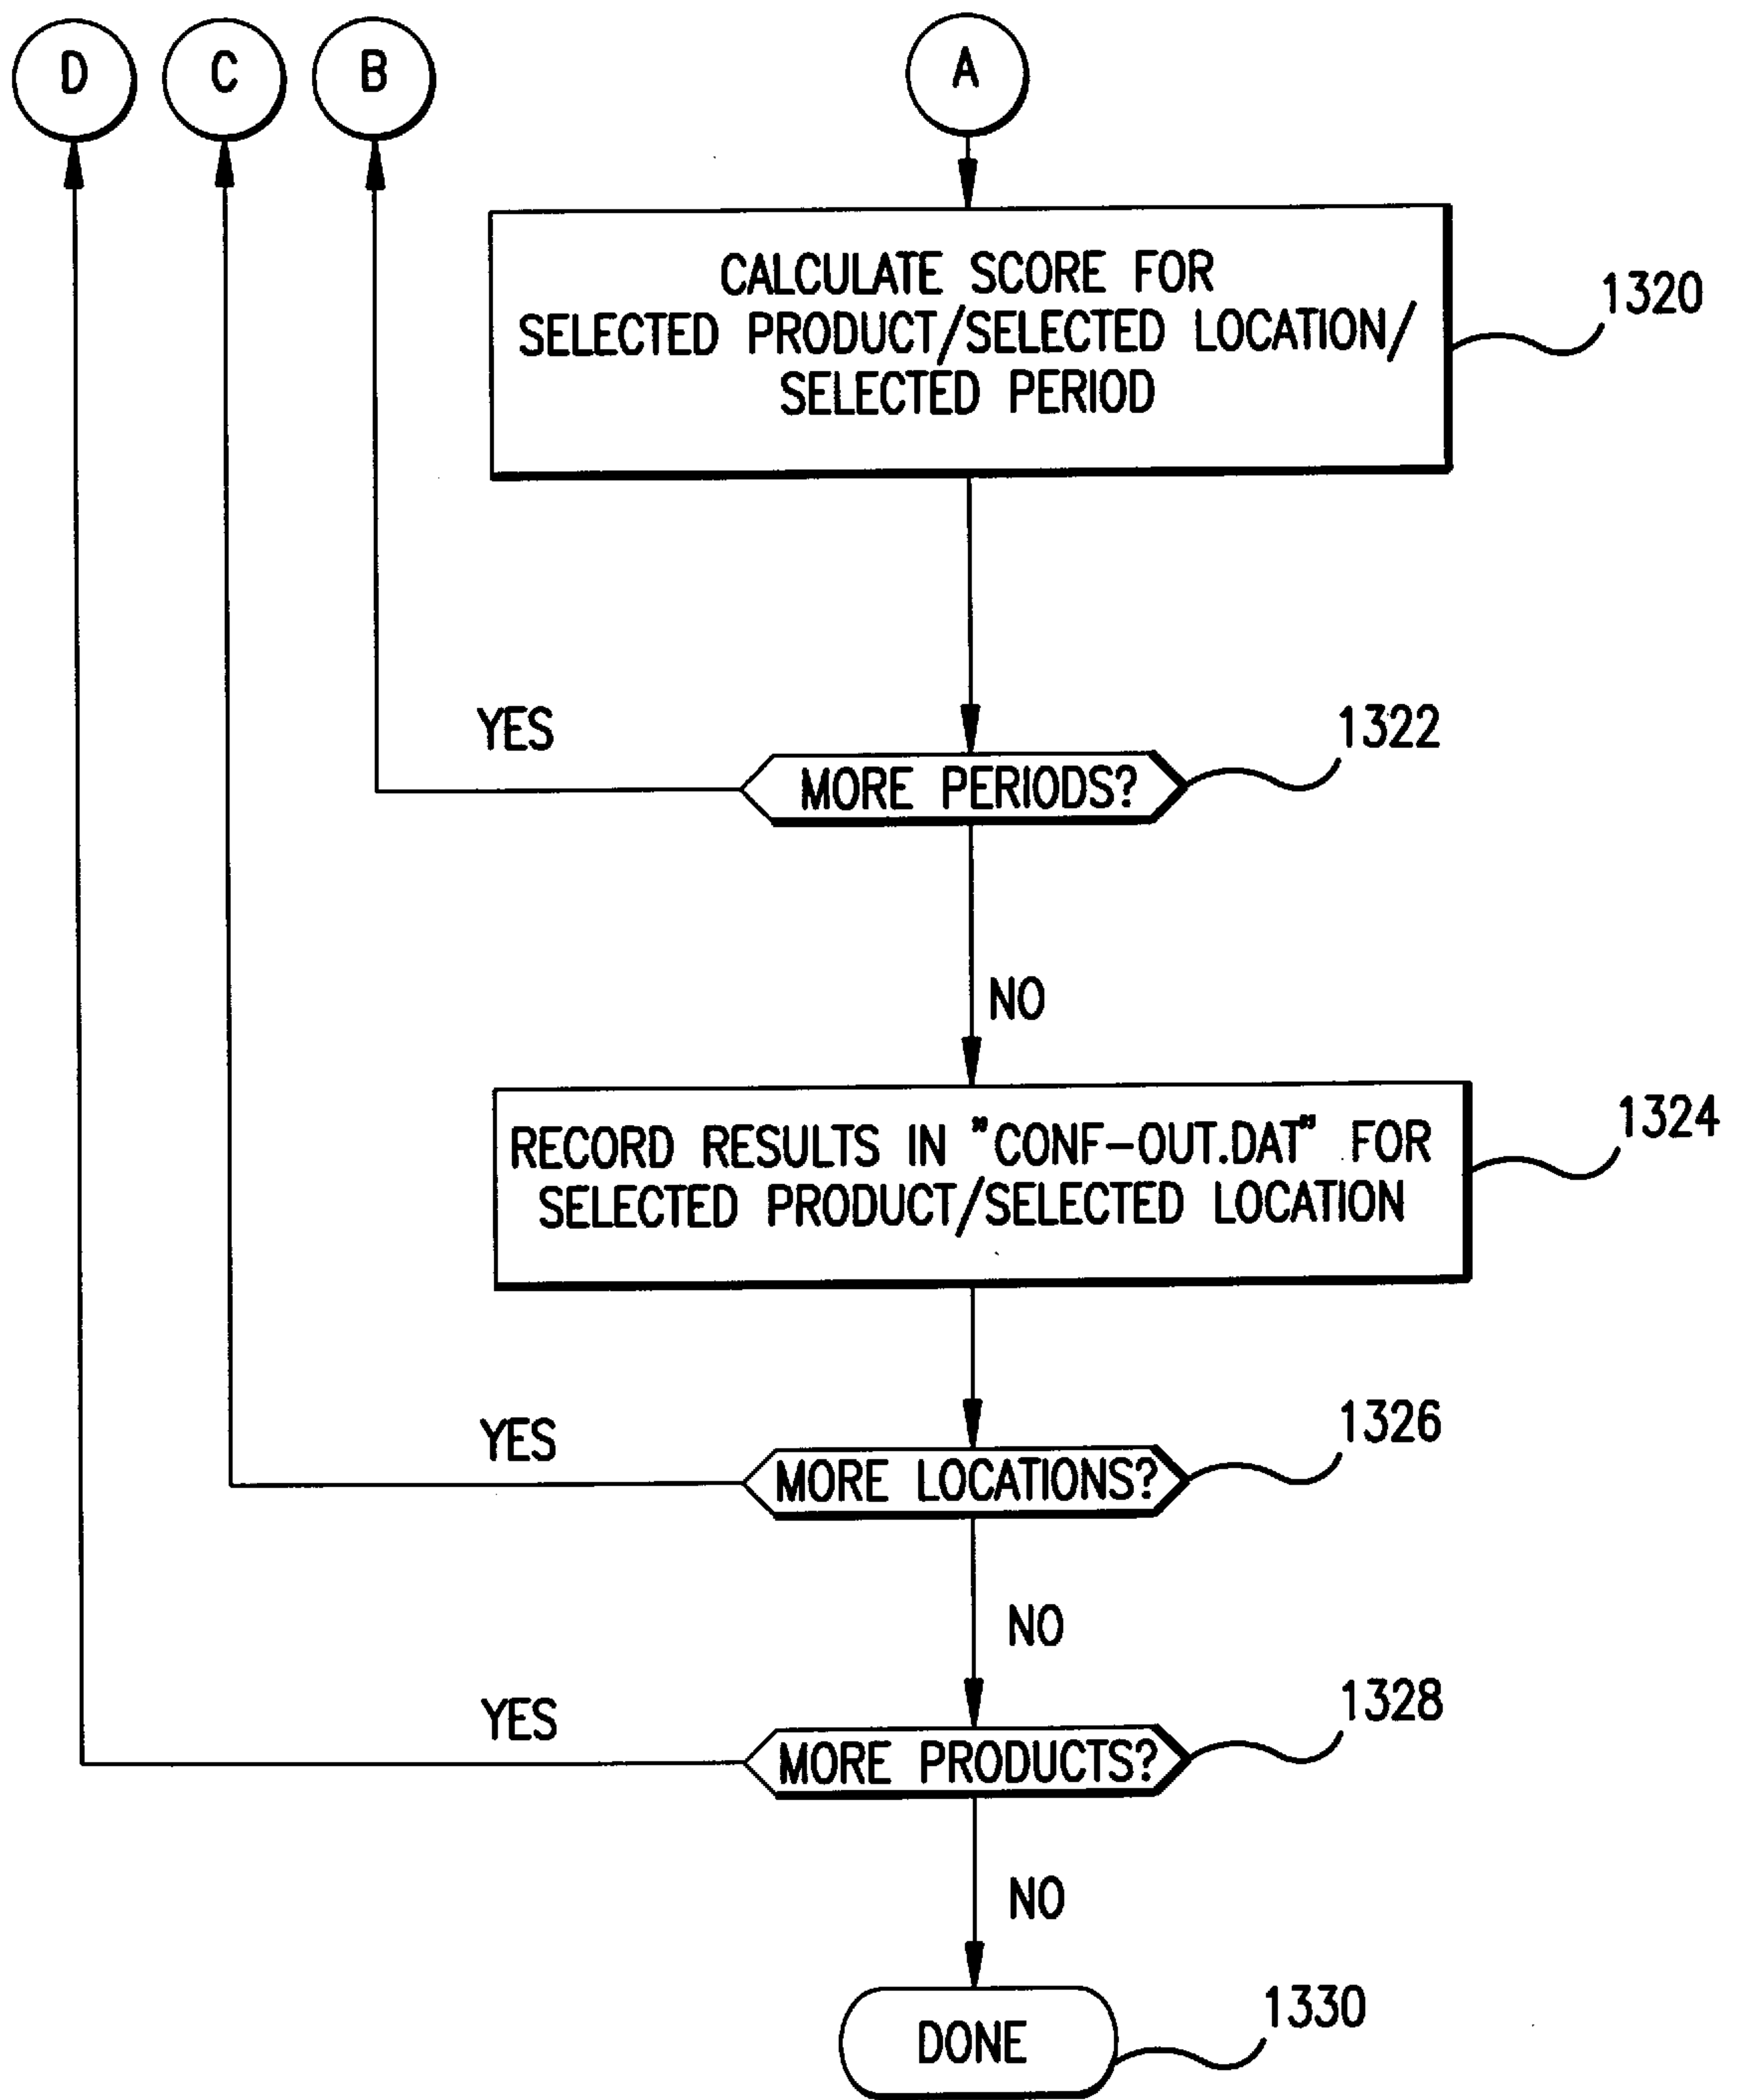 D
C
B
A
CALCULATE SCORE FOR
SELECTED PRODUCT/SELECTED LOCATION/
SELECTED PERIOD
1320
YES
MORE PERIODS?
1322
NO
RECORD RESULTS IN "CONF-OUT.DAT" FOR
SELECTED PRODUCT/SELECTED LOCATION
1324
YES
MORE LOCATIONS?
1326
NO
YES
MORE PRODUCTS?
1328
NO
DONE
1330